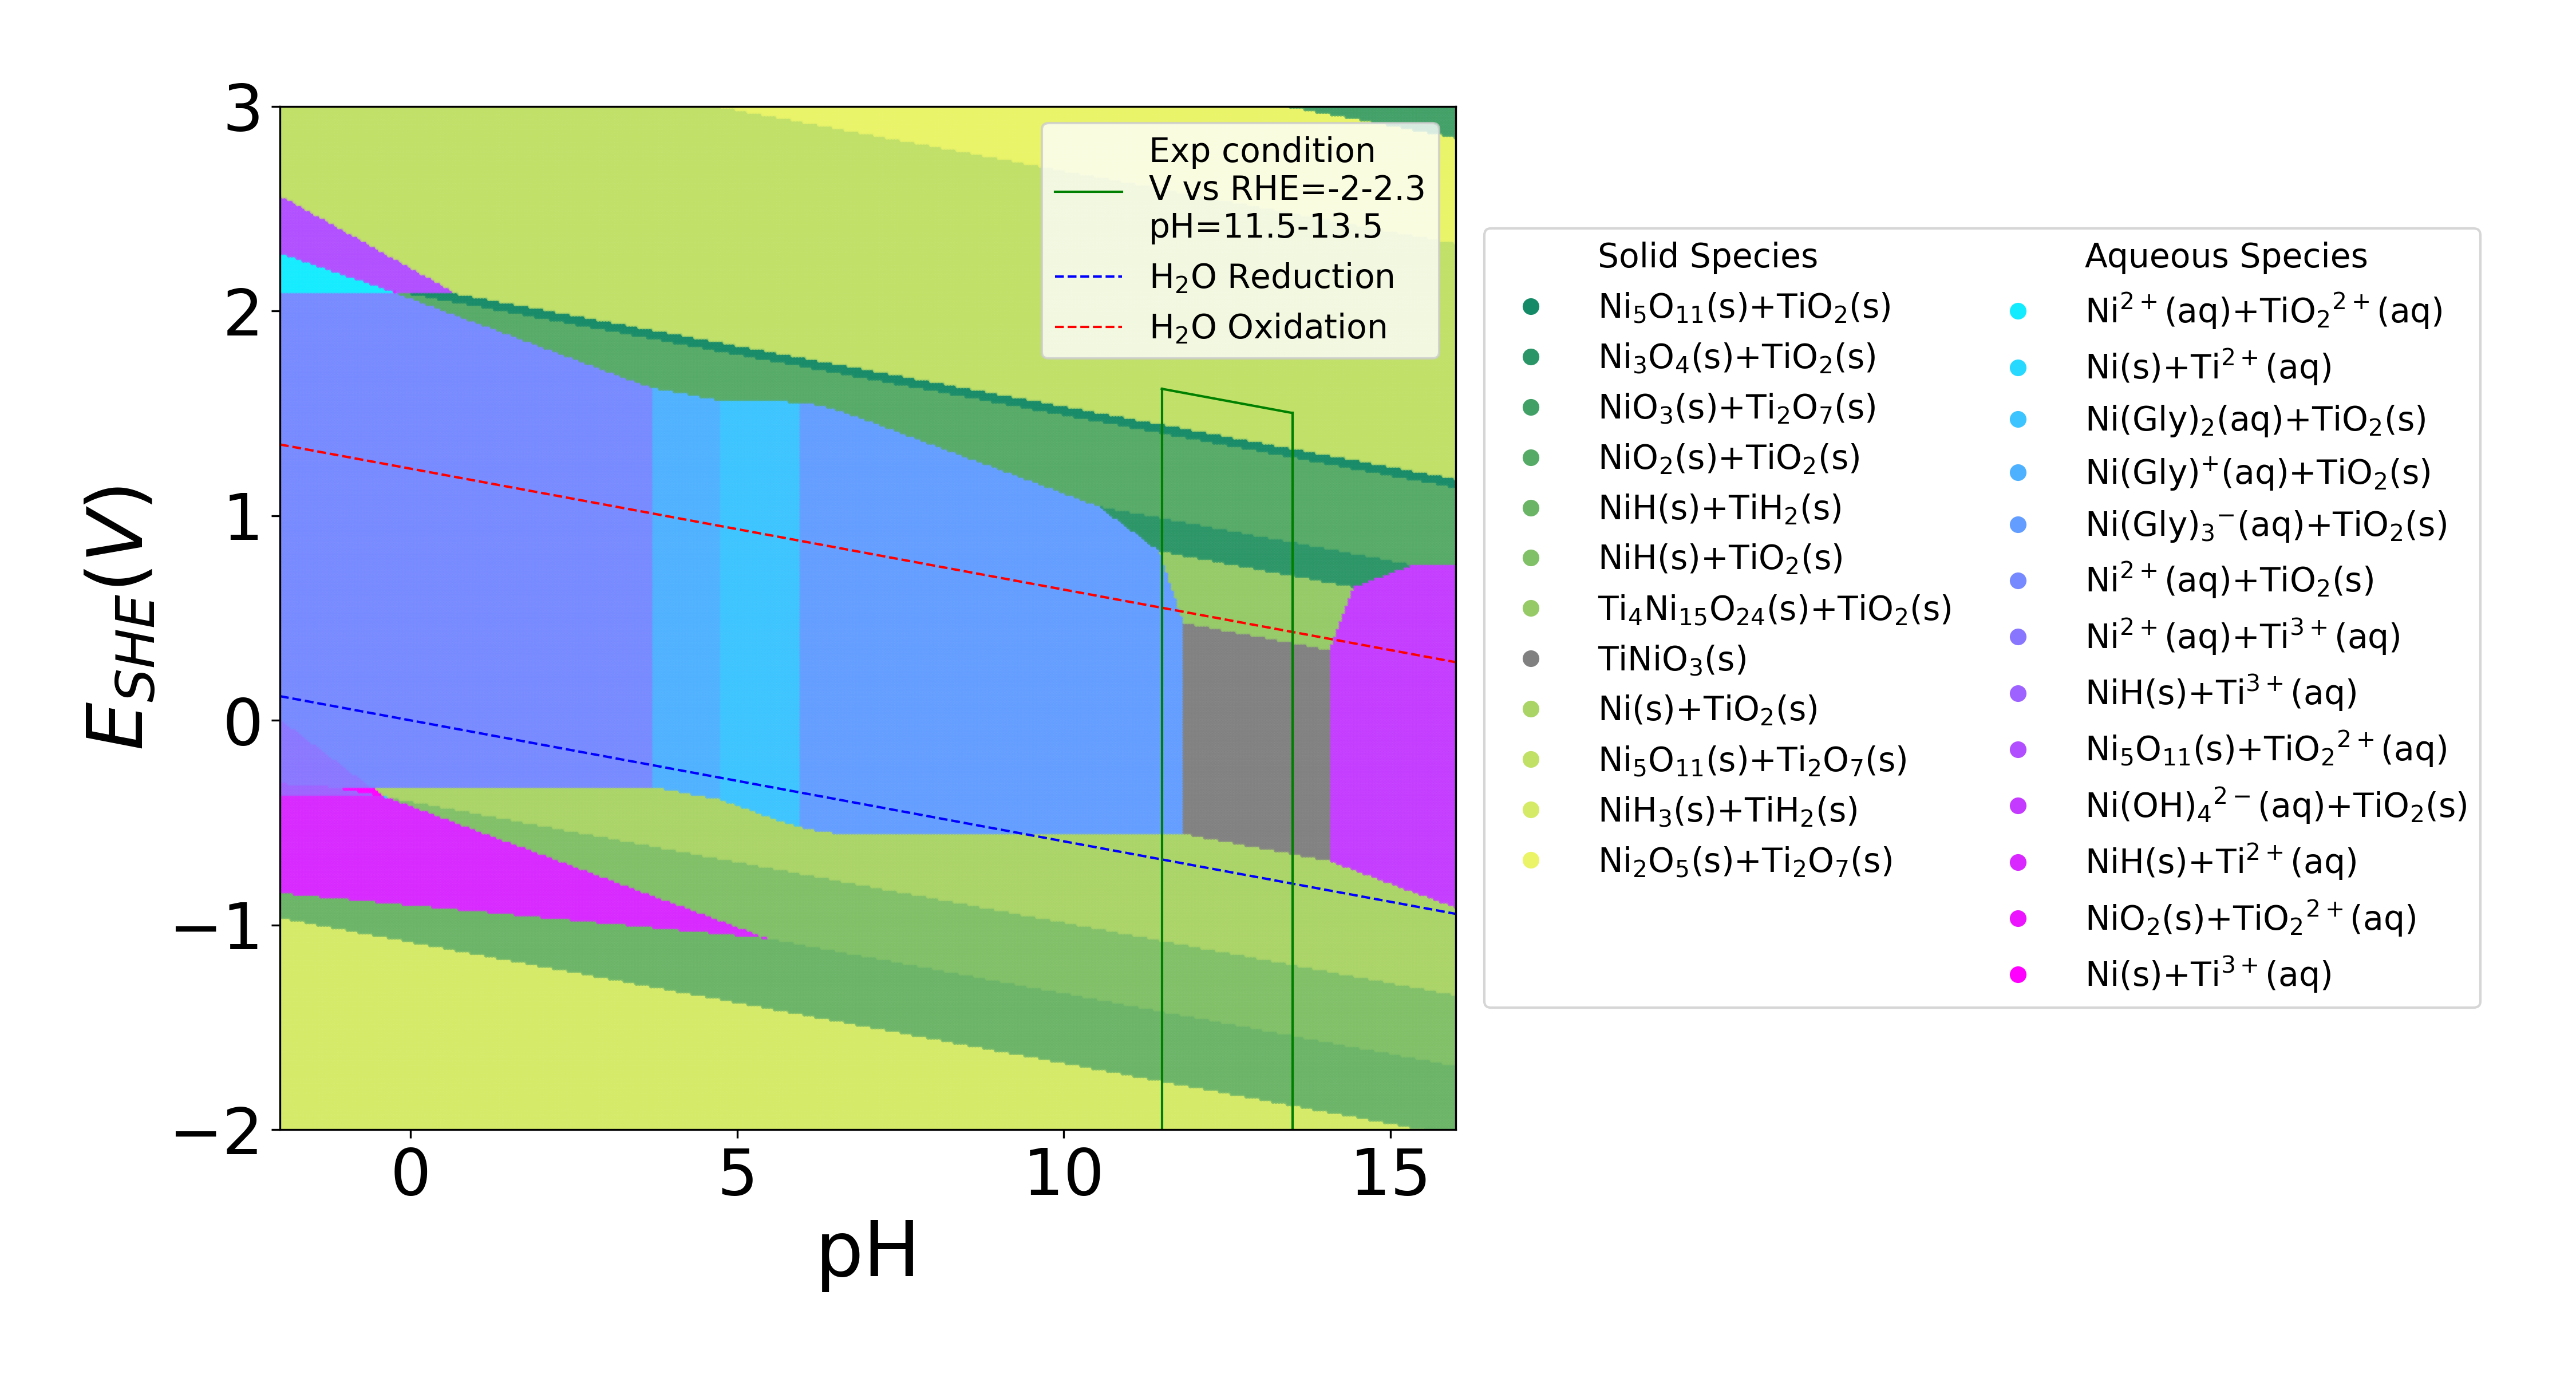 3
2
1
0
−1
−2
E_SHE(V)
0
5
10
15
pH
Exp condition
V vs RHE=-2-2.3
pH=11.5-13.5
H₂O Reduction
H₂O Oxidation
Solid Species
Ni₅O₁₁(s)+TiO₂(s)
Ni₃O₄(s)+TiO₂(s)
NiO₃(s)+Ti₂O₇(s)
NiO₂(s)+TiO₂(s)
NiH(s)+TiH₂(s)
NiH(s)+TiO₂(s)
Ti₄Ni₁₅O₂₄(s)+TiO₂(s)
TiNiO₃(s)
Ni(s)+TiO₂(s)
Ni₅O₁₁(s)+Ti₂O₇(s)
NiH₃(s)+TiH₂(s)
Ni₂O₅(s)+Ti₂O₇(s)
Aqueous Species
Ni²⁺(aq)+TiO₂²⁺(aq)
Ni(s)+Ti²⁺(aq)
Ni(Gly)₂(aq)+TiO₂(s)
Ni(Gly)⁺(aq)+TiO₂(s)
Ni(Gly)₃⁻(aq)+TiO₂(s)
Ni²⁺(aq)+TiO₂(s)
Ni²⁺(aq)+Ti³⁺(aq)
NiH(s)+Ti³⁺(aq)
Ni₅O₁₁(s)+TiO₂²⁺(aq)
Ni(OH)₄²⁻(aq)+TiO₂(s)
NiH(s)+Ti²⁺(aq)
NiO₂(s)+TiO₂²⁺(aq)
Ni(s)+Ti³⁺(aq)